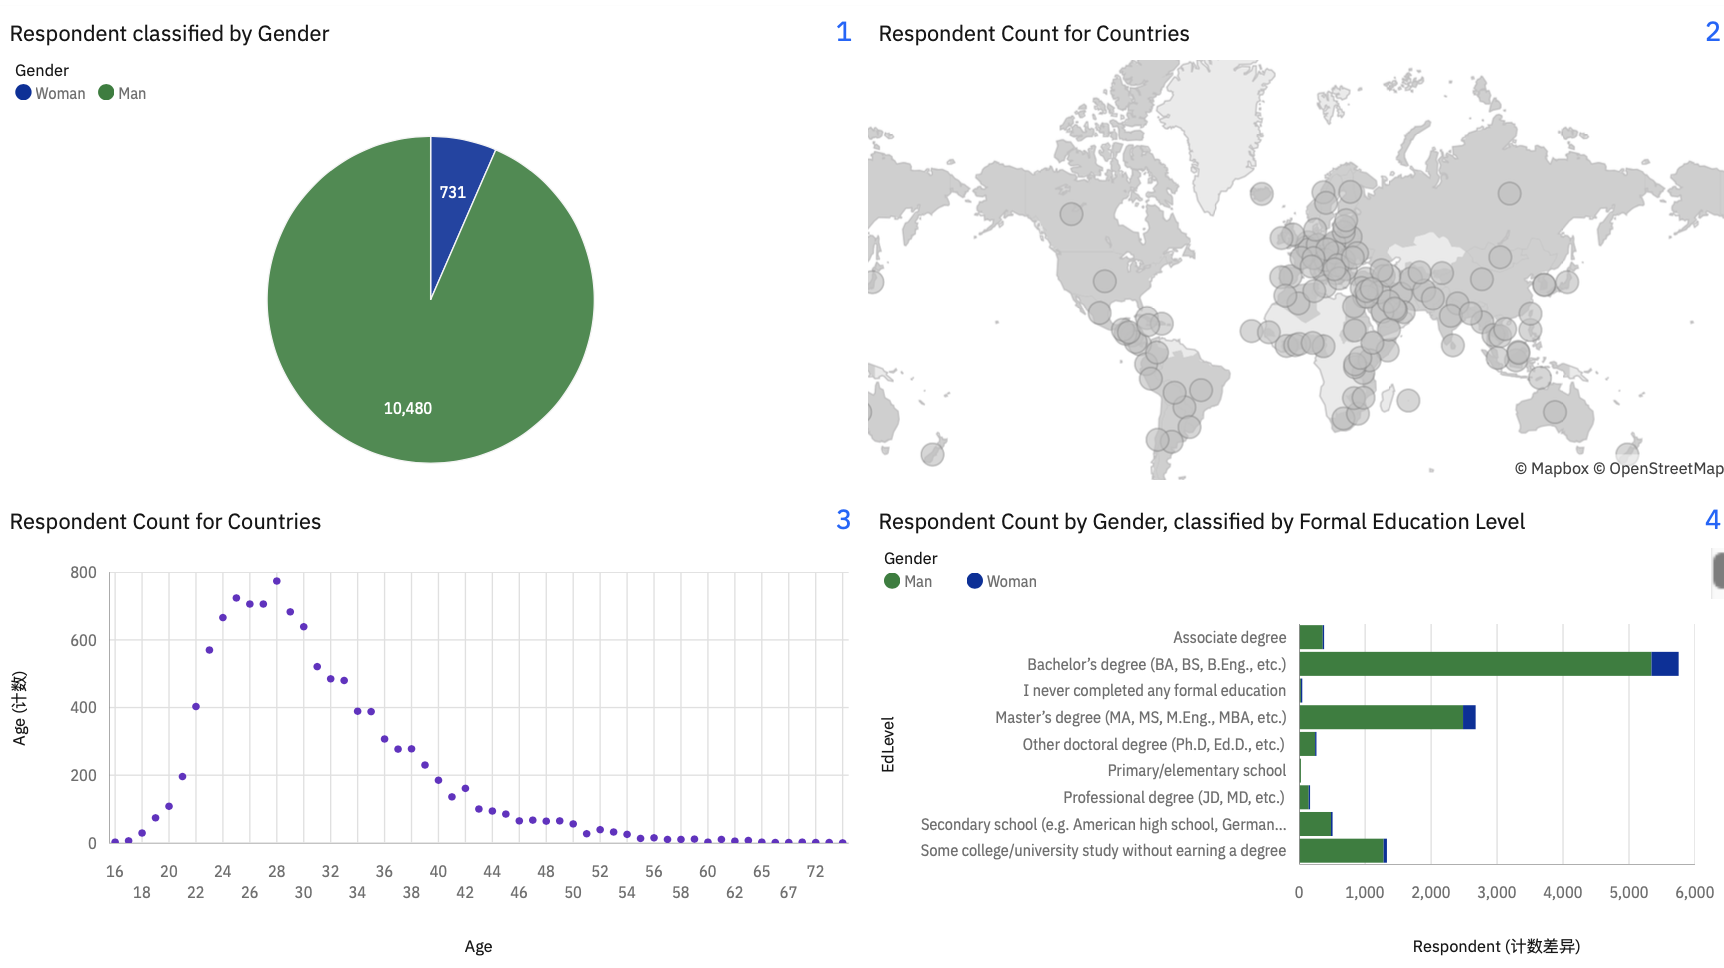 Respondent classified by Gender
1
Gender
Woman Man
731
10,480
Respondent Count for Countries
2
© Mapbox © OpenStreetMap
Respondent Count for Countries
3
Age (计数)
800
600
400
200
0
16 20 24 28 32 36 40 44 48 52 56 60 65 72
18 22 26 30 34 38 42 46 50 54 58 62 67
Age
Respondent Count by Gender, classified by Formal Education Level
4
Gender
Man Woman
EdLevel
Associate degree
Bachelor’s degree (BA, BS, B.Eng., etc.)
I never completed any formal education
Master’s degree (MA, MS, M.Eng., MBA, etc.)
Other doctoral degree (Ph.D, Ed.D., etc.)
Primary/elementary school
Professional degree (JD, MD, etc.)
Secondary school (e.g. American high school, German...
Some college/university study without earning a degree
0 1,000 2,000 3,000 4,000 5,000 6,000
Respondent (计数差异)